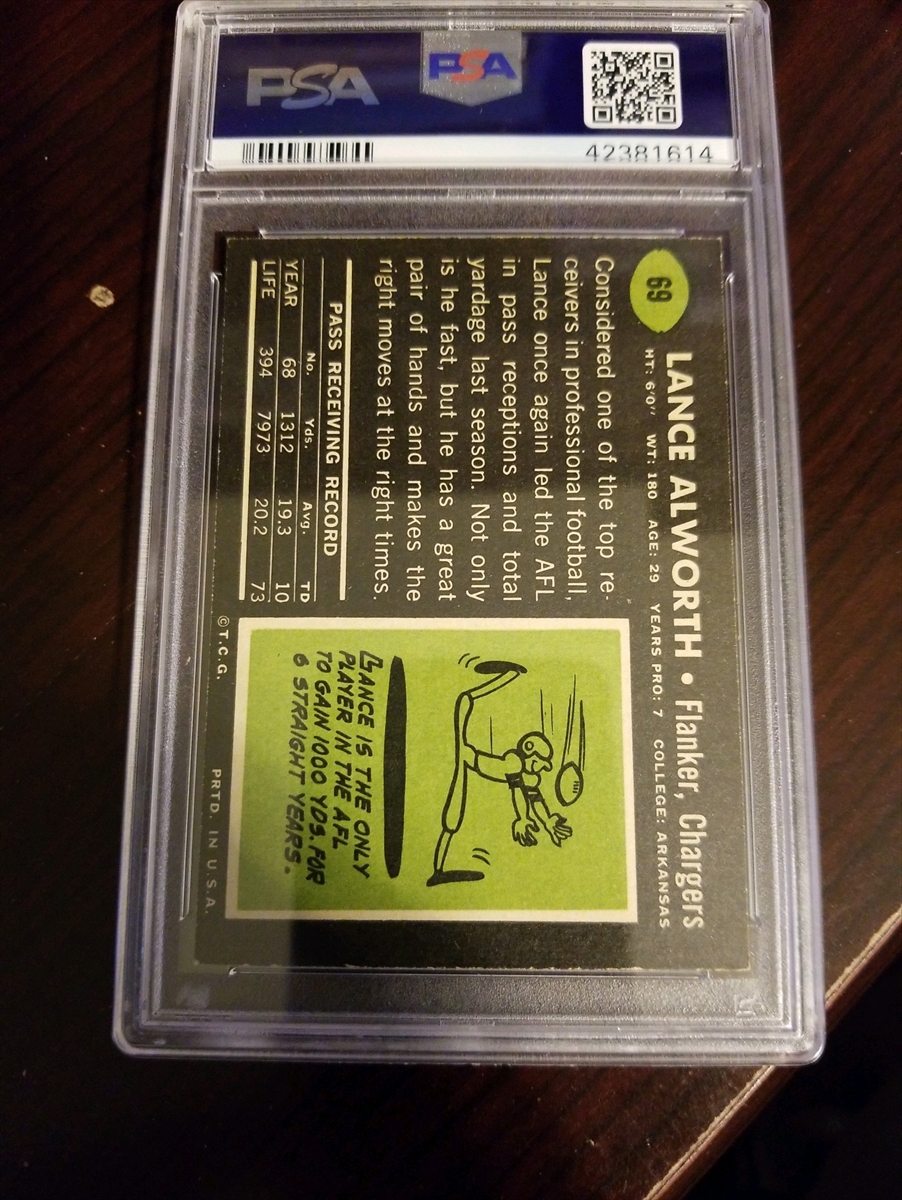 PSA
PSA
42381614
69
LANCE ALWORTH • Flanker, Chargers
HT: 6'0" WT: 180 AGE: 29 YEARS PRO: 7 COLLEGE: ARKANSAS
Considered one of the top re-
ceivers in professional football,
Lance once again led the AFL
in pass receptions and total
yardage last season. Not only
is he fast, but he has a great
pair of hands and makes the
right moves at the right times.
PASS RECEIVING RECORD
No. Yds. Avg. TD
YEAR 68 1312 19.3 10
LIFE 394 7973 20.2 73
LANCE IS THE ONLY
PLAYER IN THE AFL
TO GAIN 1000 YDS. FOR
6 STRAIGHT YEARS.
©T.C.G. PRTD. IN U.S.A.